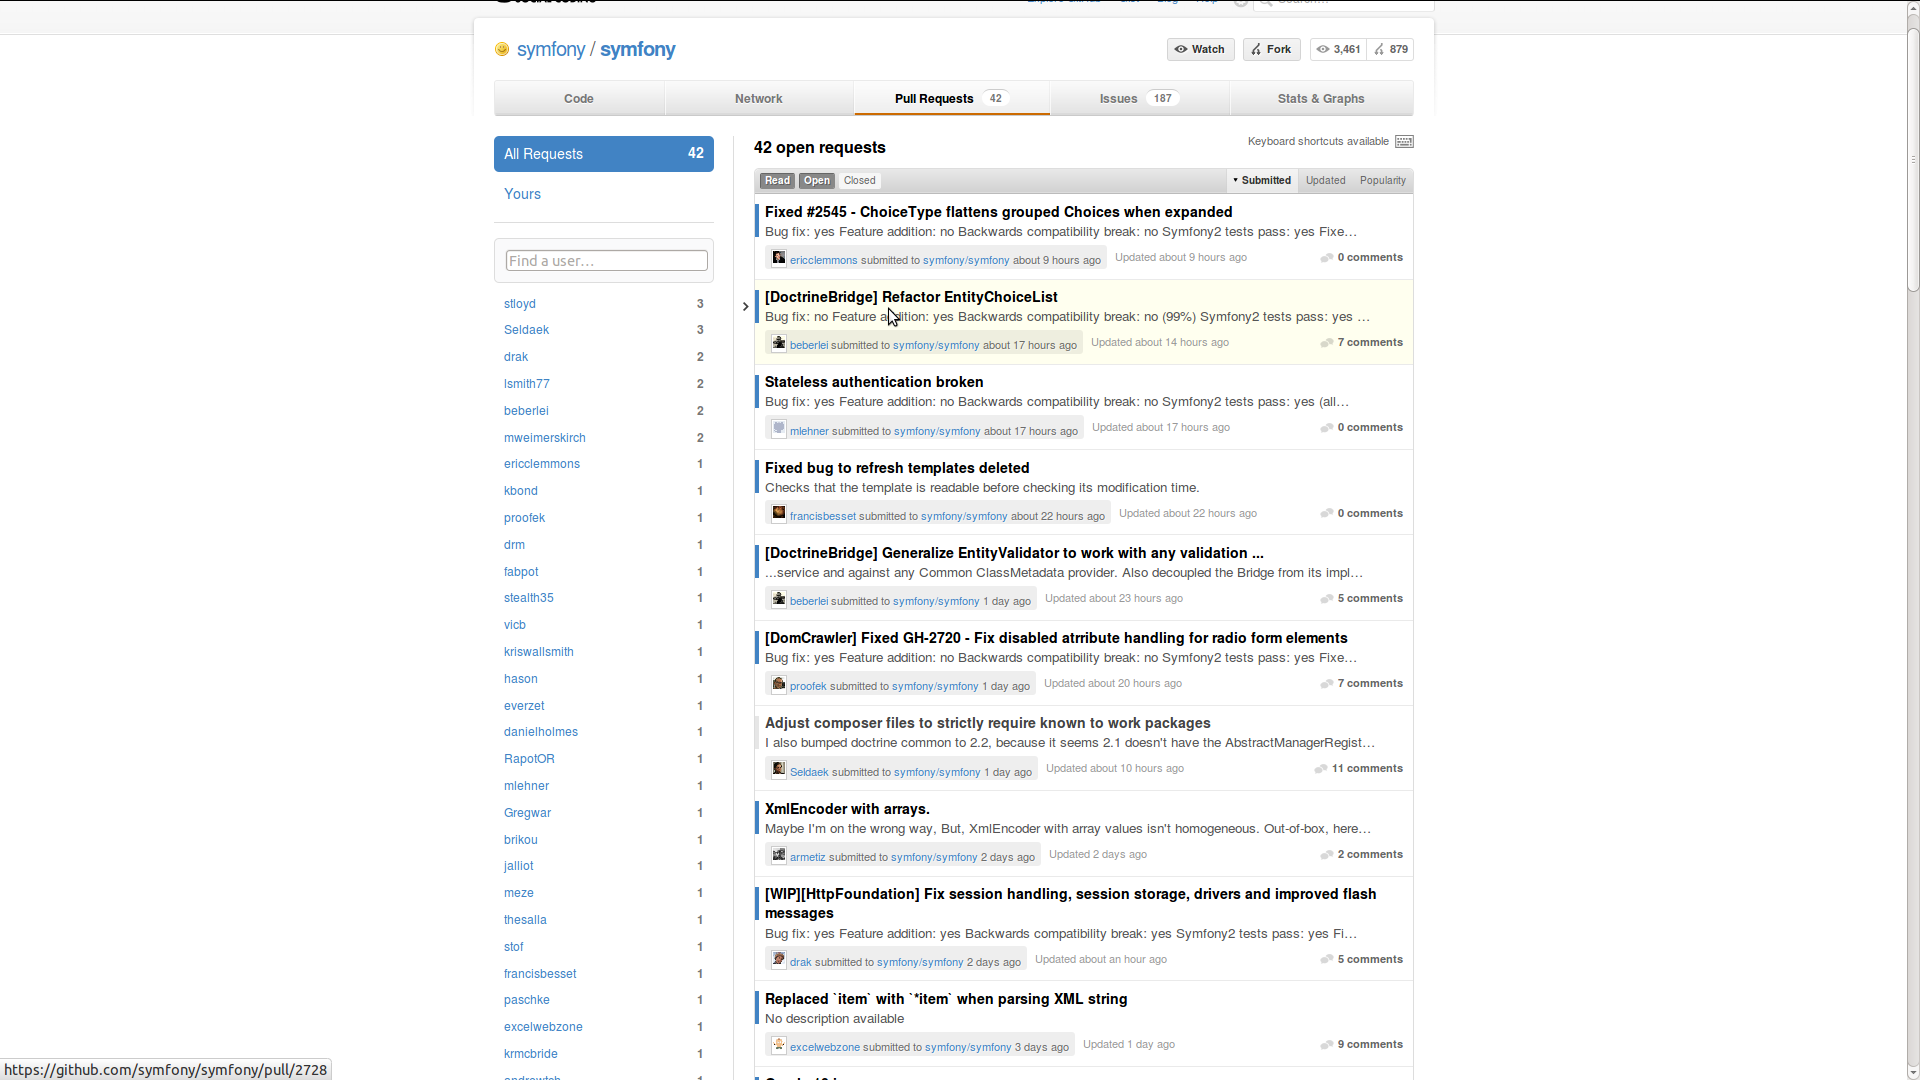 symfony / symfony
Watch
Fork
3,461
879
Code
Network
Pull Requests 42
Issues 187
Stats & Graphs
All Requests 42
Yours
Find a user…
stloyd 3
Seldaek 3
drak 2
lsmith77 2
beberlei 2
mweimerskirch 2
ericclemmons 1
kbond 1
proofek 1
drm 1
fabpot 1
stealth35 1
vicb 1
kriswallsmith 1
hason 1
everzet 1
danielholmes 1
RapotOR 1
mlehner 1
Gregwar 1
brikou 1
jalliot 1
meze 1
thesalla 1
stof 1
francisbesset 1
paschke 1
excelwebzone 1
krmcbride 1
42 open requests
Keyboard shortcuts available
Read Open Closed
▾ Submitted Updated Popularity
Fixed #2545 - ChoiceType flattens grouped Choices when expanded
Bug fix: yes Feature addition: no Backwards compatibility break: no Symfony2 tests pass: yes Fixe…
ericclemmons submitted to symfony/symfony about 9 hours ago Updated about 9 hours ago 0 comments
[DoctrineBridge] Refactor EntityChoiceList
Bug fix: no Feature addition: yes Backwards compatibility break: no (99%) Symfony2 tests pass: yes …
beberlei submitted to symfony/symfony about 17 hours ago Updated about 14 hours ago 7 comments
Stateless authentication broken
Bug fix: yes Feature addition: no Backwards compatibility break: no Symfony2 tests pass: yes (all…
mlehner submitted to symfony/symfony about 17 hours ago Updated about 17 hours ago 0 comments
Fixed bug to refresh templates deleted
Checks that the template is readable before checking its modification time.
francisbesset submitted to symfony/symfony about 22 hours ago Updated about 22 hours ago 0 comments
[DoctrineBridge] Generalize EntityValidator to work with any validation ...
...service and against any Common ClassMetadata provider. Also decoupled the Bridge from its impl…
beberlei submitted to symfony/symfony 1 day ago Updated about 23 hours ago 5 comments
[DomCrawler] Fixed GH-2720 - Fix disabled atrribute handling for radio form elements
Bug fix: yes Feature addition: no Backwards compatibility break: no Symfony2 tests pass: yes Fixe…
proofek submitted to symfony/symfony 1 day ago Updated about 20 hours ago 7 comments
Adjust composer files to strictly require known to work packages
I also bumped doctrine common to 2.2, because it seems 2.1 doesn't have the AbstractManagerRegist…
Seldaek submitted to symfony/symfony 1 day ago Updated about 10 hours ago 11 comments
XmlEncoder with arrays.
Maybe I'm on the wrong way, But, XmlEncoder with array values isn't homogeneous. Out-of-box, here…
armetiz submitted to symfony/symfony 2 days ago Updated 2 days ago 2 comments
[WIP][HttpFoundation] Fix session handling, session storage, drivers and improved flash
messages
Bug fix: yes Feature addition: yes Backwards compatibility break: yes Symfony2 tests pass: yes Fi…
drak submitted to symfony/symfony 2 days ago Updated about an hour ago 5 comments
Replaced `item` with `*item` when parsing XML string
No description available
excelwebzone submitted to symfony/symfony 3 days ago Updated 1 day ago 9 comments
https://github.com/symfony/symfony/pull/2728